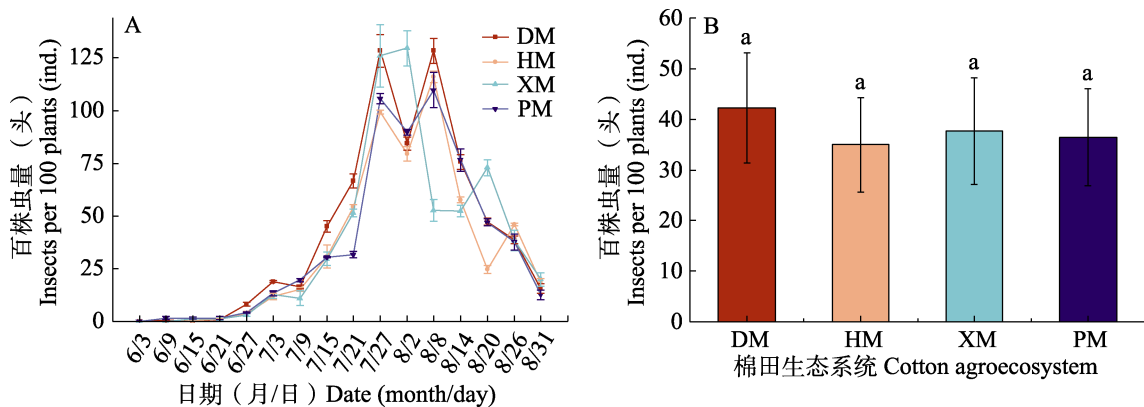 A
百株虫量（头）
Insects per 100 plants (ind.)
125
100
75
50
25
0
DM
HM
XM
PM
6/3
6/9
6/15
6/21
6/27
7/3
7/9
7/15
7/21
7/27
8/2
8/8
8/14
8/20
8/26
8/31
日期（月/日）Date (month/day)
B
百株虫量（头）
Insects per 100 plants (ind.)
60
50
40
30
20
10
0
a
a
a
a
DM
HM
XM
PM
棉田生态系统 Cotton agroecosystem